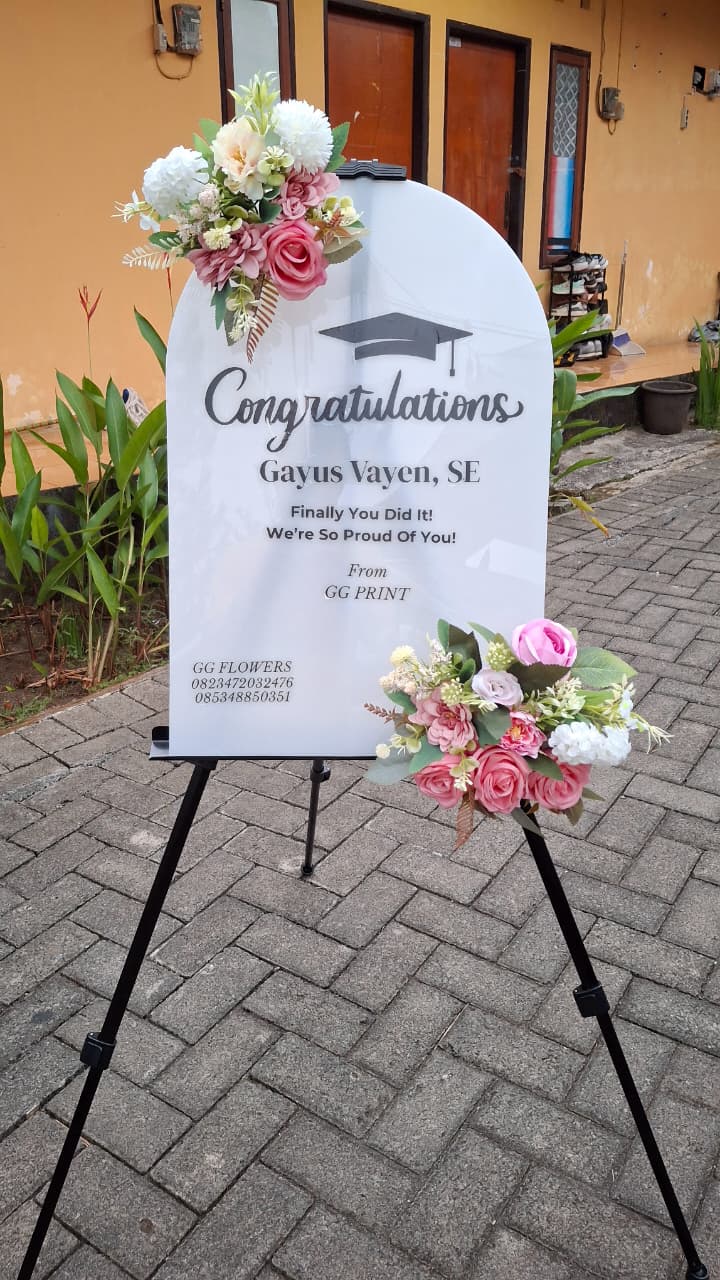 Congratulations
Gayus Vayen, SE
Finally You Did It!
We're So Proud Of You!
From
GG PRINT
GG FLOWERS
0823472032476
085348850351